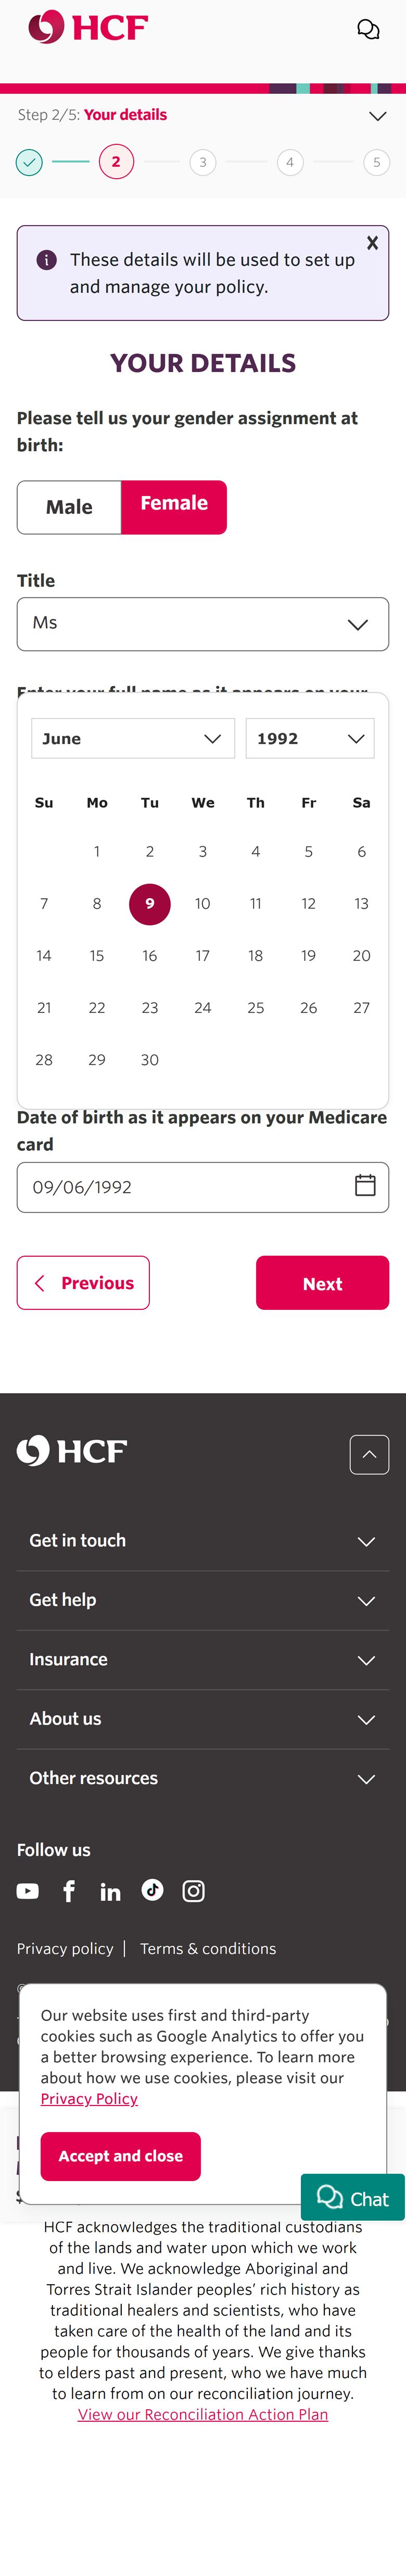 HCF
Step 2/5: Your details
2
3
4
5
These details will be used to set up
and manage your policy.
X
YOUR DETAILS
Please tell us your gender assignment at
birth:
Male
Female
Title
Ms
Enter your full name as it appears on your
June
1992
Su Mo Tu We Th Fr Sa
1 2 3 4 5 6
7 8 9 10 11 12 13
14 15 16 17 18 19 20
21 22 23 24 25 26 27
28 29 30
Date of birth as it appears on your Medicare
card
09/06/1992
Previous
Next
HCF
Get in touch
Get help
Insurance
About us
Other resources
Follow us
Privacy policy | Terms & conditions
Our website uses first and third-party
cookies such as Google Analytics to offer you
a better browsing experience. To learn more
about how we use cookies, please visit our
Privacy Policy
Accept and close
Chat
HCF acknowledges the traditional custodians
of the lands and water upon which we work
and live. We acknowledge Aboriginal and
Torres Strait Islander peoples’ rich history as
traditional healers and scientists, who have
taken care of the health of the land and its
people for thousands of years. We give thanks
to elders past and present, who we have much
to learn from on our reconciliation journey.
View our Reconciliation Action Plan